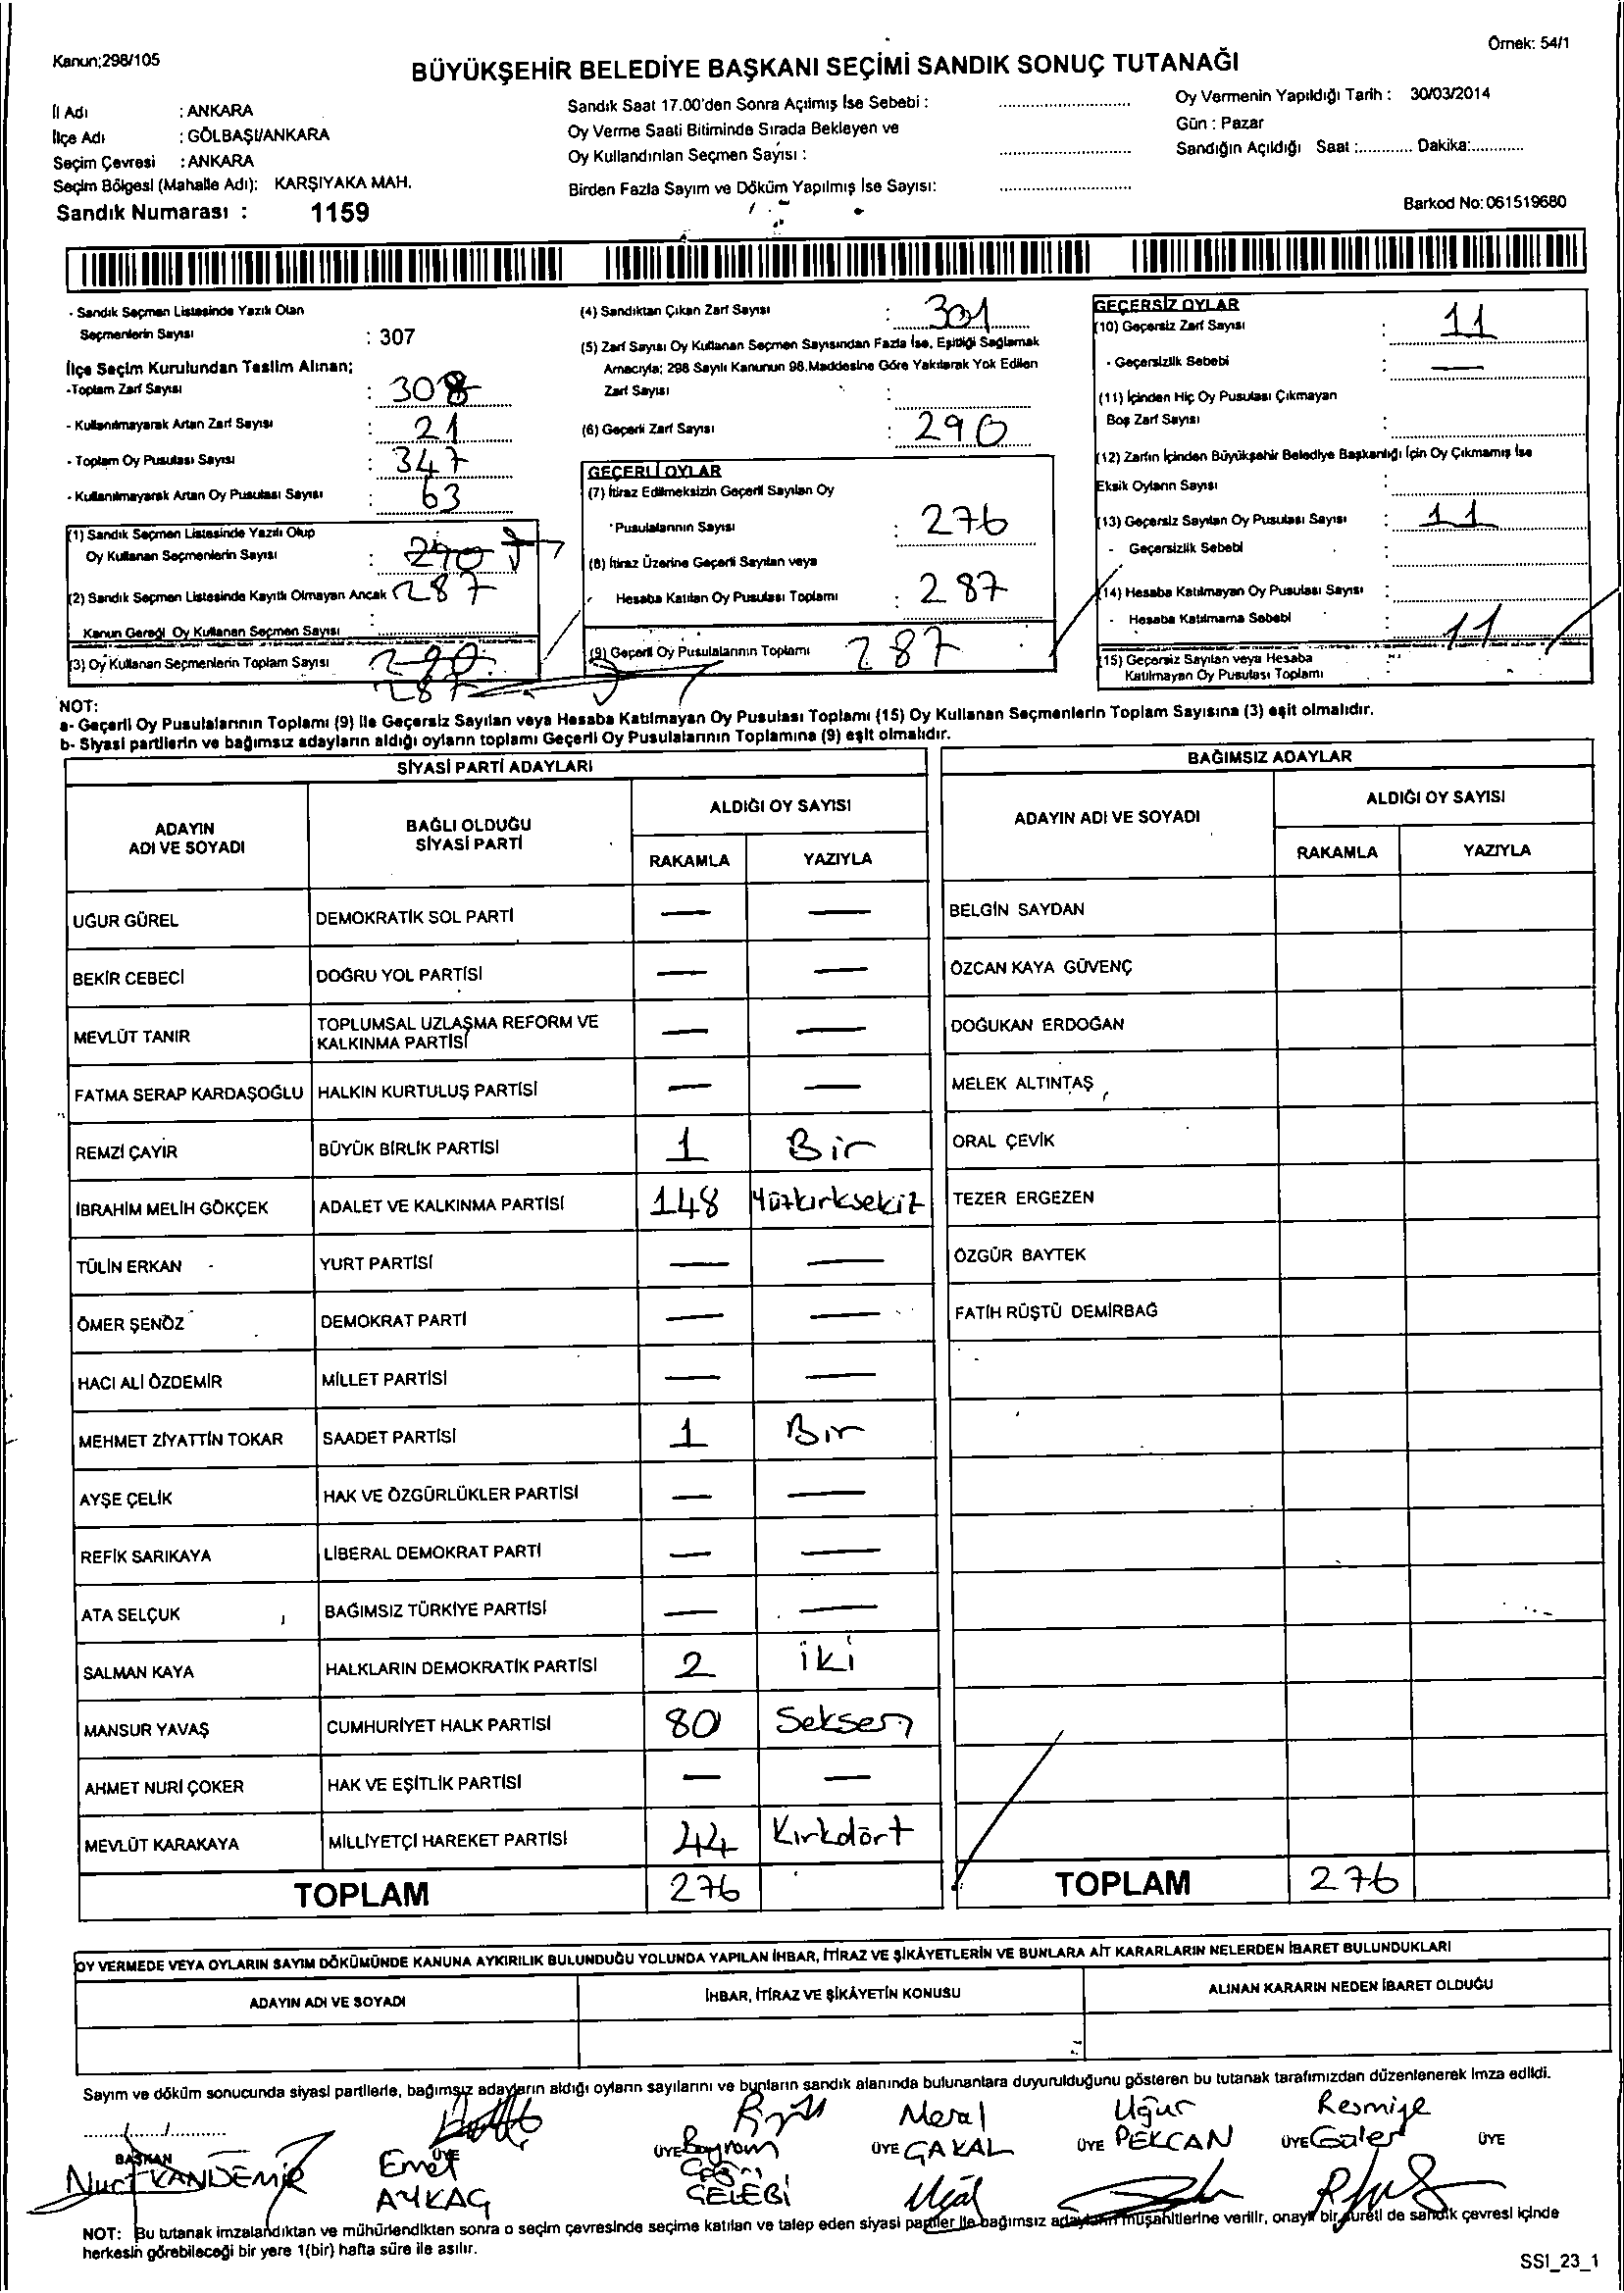 Kanun;298/105
Örnek: 54/1
BÜYÜKŞEHİR BELEDİYE BAŞKANI SEÇİMİ SANDIK SONUÇ TUTANAĞI
İl Adı : ANKARA
İlçe Adı : GÖLBAŞI/ANKARA
Seçim Çevresi : ANKARA
Seçim Bölgesi (Mahalle Adı): KARŞIYAKA MAH.
Sandık Numarası : 1159
Sandık Saat 17.00'den Sonra Açılmış İse Sebebi :
Oy Verme Saati Bitiminde Sırada Bekleyen ve
Oy Kullandırılan Seçmen Sayısı :
Birden Fazla Sayım ve Döküm Yapılmış İse Sayısı:
Oy Vermenin Yapıldığı Tarih : 30/03/2014
Gün : Pazar
Sandığın Açıldığı Saat :............ Dakika:............
Barkod No: 061519680
- Sandık Seçmen Listesinde Yazılı Olan
Seçmenlerin Sayısı : 307
İlçe Seçim Kurulundan Teslim Alınan;
-Toplam Zarf Sayısı : 308
- Kullanılmayarak Artan Zarf Sayısı : 21
- Toplam Oy Pusulası Sayısı : 347
- Kullanılmayarak Artan Oy Pusulası Sayısı : 63
(1) Sandık Seçmen Listesinde Yazılı Olup
Oy Kullanan Seçmenlerin Sayısı : 290
287
(2) Sandık Seçmen Listesinde Kayıtlı Olmayan Ancak
Kanun Gereği Oy Kullanan Seçmen Sayısı :
(3) Oy Kullanan Seçmenlerin Toplam Sayısı 290
287
(4) Sandıktan Çıkan Zarf Sayısı : 301
(5) Zarf Sayısı Oy Kullanan Seçmen Sayısından Fazla İse, Eşitliği Sağlamak
Amacıyla; 298 Sayılı Kanunun 98.Maddesine Göre Yakılarak Yok Edilen
Zarf Sayısı :
(6) Geçerli Zarf Sayısı : 290
GEÇERLİ OYLAR
(7) İtiraz Edilmeksizin Geçerli Sayılan Oy
Pusulalarının Sayısı : 276
(8) İtiraz Üzerine Geçerli Sayılan veya
Hesaba Katılan Oy Pusulası Toplamı : 287
(9) Geçerli Oy Pusulalarının Toplamı 287
GEÇERSİZ OYLAR
(10) Geçersiz Zarf Sayısı : 11
- Geçersizlik Sebebi : —
(11) İçinden Hiç Oy Pusulası Çıkmayan
Boş Zarf Sayısı :
(12) Zarfın İçinden Büyükşehir Belediye Başkanlığı İçin Oy Çıkmamış İse
Eksik Oyların Sayısı :
(13) Geçersiz Sayılan Oy Pusulası Sayısı : 11
- Geçersizlik Sebebi :
(14) Hesaba Katılmayan Oy Pusulası Sayısı :
- Hesaba Katılmama Sebebi :
(15) Geçersiz Sayılan veya Hesaba
Katılmayan Oy Pusulası Toplamı : 11
NOT:
a- Geçerli Oy Pusulalarının Toplamı (9) ile Geçersiz Sayılan veya Hesaba Katılmayan Oy Pusulası Toplamı (15) Oy Kullanan Seçmenlerin Toplam Sayısına (3) eşit olmalıdır.
b- Siyasi partilerin ve bağımsız adayların aldığı oyların toplamı Geçerli Oy Pusulalarının Toplamına (9) eşit olmalıdır.
SİYASİ PARTİ ADAYLARI
ADAYIN ADI VE SOYADI
BAĞLI OLDUĞU SİYASİ PARTİ
ALDIĞI OY SAYISI
RAKAMLA YAZIYLA
UĞUR GÜREL DEMOKRATİK SOL PARTİ — —
BEKİR CEBECİ DOĞRU YOL PARTİSİ — —
MEVLÜT TANIR TOPLUMSAL UZLAŞMA REFORM VE KALKINMA PARTİSİ — —
FATMA SERAP KARDAŞOĞLU HALKIN KURTULUŞ PARTİSİ — —
REMZİ ÇAYIR BÜYÜK BİRLİK PARTİSİ 1 Bir
İBRAHİM MELİH GÖKÇEK ADALET VE KALKINMA PARTİSİ 148 Yüzkırksekiz
TÜLİN ERKAN YURT PARTİSİ — —
ÖMER ŞENÖZ DEMOKRAT PARTİ — —
HACI ALİ ÖZDEMİR MİLLET PARTİSİ — —
MEHMET ZİYATTİN TOKAR SAADET PARTİSİ 1 Bir
AYŞE ÇELİK HAK VE ÖZGÜRLÜKLER PARTİSİ — —
REFİK SARIKAYA LİBERAL DEMOKRAT PARTİ — —
ATA SELÇUK BAĞIMSIZ TÜRKİYE PARTİSİ — —
SALMAN KAYA HALKLARIN DEMOKRATİK PARTİSİ 2 iki
MANSUR YAVAŞ CUMHURİYET HALK PARTİSİ 80 Seksen
AHMET NURİ ÇOKER HAK VE EŞİTLİK PARTİSİ — —
MEVLÜT KARAKAYA MİLLİYETÇİ HAREKET PARTİSİ 44 Kırkdört
TOPLAM 276
BAĞIMSIZ ADAYLAR
ADAYIN ADI VE SOYADI
ALDIĞI OY SAYISI
RAKAMLA YAZIYLA
BELGİN SAYDAN
ÖZCAN KAYA GÜVENÇ
DOĞUKAN ERDOĞAN
MELEK ALTINTAŞ
ORAL ÇEVİK
TEZER ERGEZEN
ÖZGÜR BAYTEK
FATİH RÜŞTÜ DEMİRBAĞ
TOPLAM 276
OY VERMEDE VEYA OYLARIN SAYIM DÖKÜMÜNDE KANUNA AYKIRILIK BULUNDUĞU YOLUNDA YAPILAN İHBAR, İTİRAZ VE ŞİKÂYETLERİN VE BUNLARA AİT KARARLARIN NELERDEN İBARET BULUNDUKLARI
ADAYIN ADI VE SOYADI
İHBAR, İTİRAZ VE ŞİKÂYETİN KONUSU
ALINAN KARARIN NEDEN İBARET OLDUĞU
Sayım ve döküm sonucunda siyasi partilerle, bağımsız adayların aldığı oyların sayılarını ve bunların sandık alanında bulunanlara duyurulduğunu gösteren bu tutanak tarafımızdan düzenlenerek imza edildi.
......../......./............
BAŞKAN ÜYE ÜYE ÜYE ÜYE ÜYE ÜYE
Nuri KANDEMİR
Emel AYKAÇ
Bayram ÇELEBİ
Meral
Uğur PEKCAN
Resmiye Güler
NOT: Bu tutanak imzalandıktan ve mühürlendikten sonra o seçim çevresinde seçime katılan ve talep eden siyasi partiler ile bağımsız adayların müşahitlerine verilir, onaylı bir sureti de sandık çevresi içinde
herkesin görebileceği bir yere 1(bir) hafta süre ile asılır.
SSI_23_1